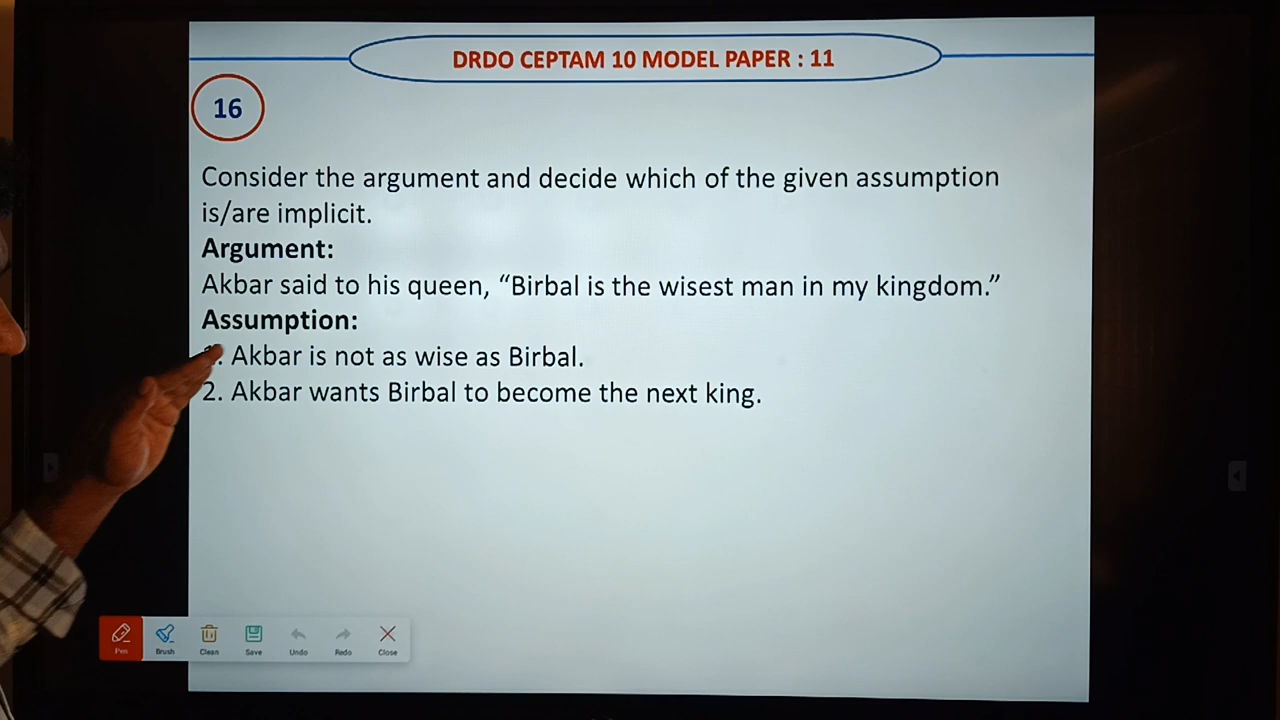 DRDO CEPTAM 10 MODEL PAPER : 11
16
Consider the argument and decide which of the given assumption
is/are implicit.
Argument:
Akbar said to his queen, “Birbal is the wisest man in my kingdom.”
Assumption:
1. Akbar is not as wise as Birbal.
2. Akbar wants Birbal to become the next king.
Pen Brush Clean Save Undo Redo Close